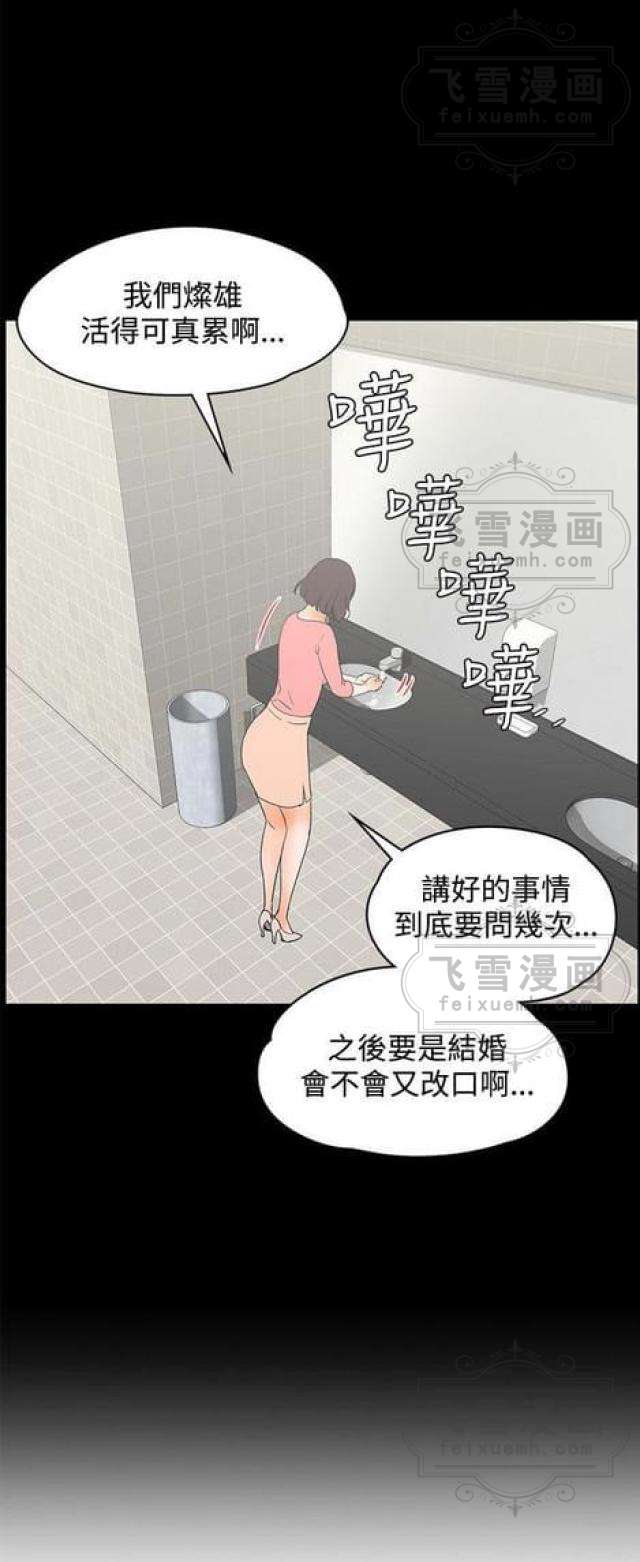 飞雪漫画
feixuemh.com
我們燦雄
活得可真累啊...
嘩
嘩
嘩
嘩
飞雪漫画
feixuemh.com
講好的事情
到底要問幾次...
飞雪漫画
feixuemh.com
之後要是結婚
會不會又改口啊...
飞雪漫画
feixuemh.com